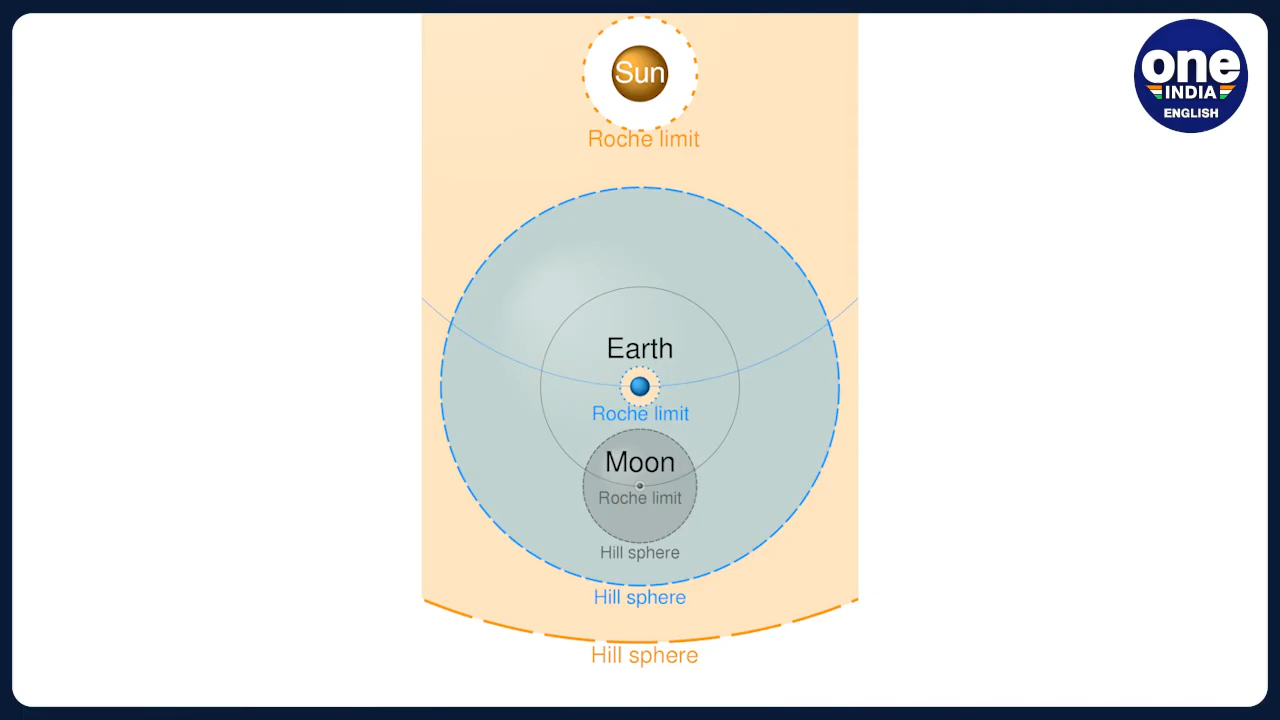 Sun
Roche limit
Earth
Roche limit
Moon
Roche limit
Hill sphere
Hill sphere
Hill sphere
one
INDIA
ENGLISH